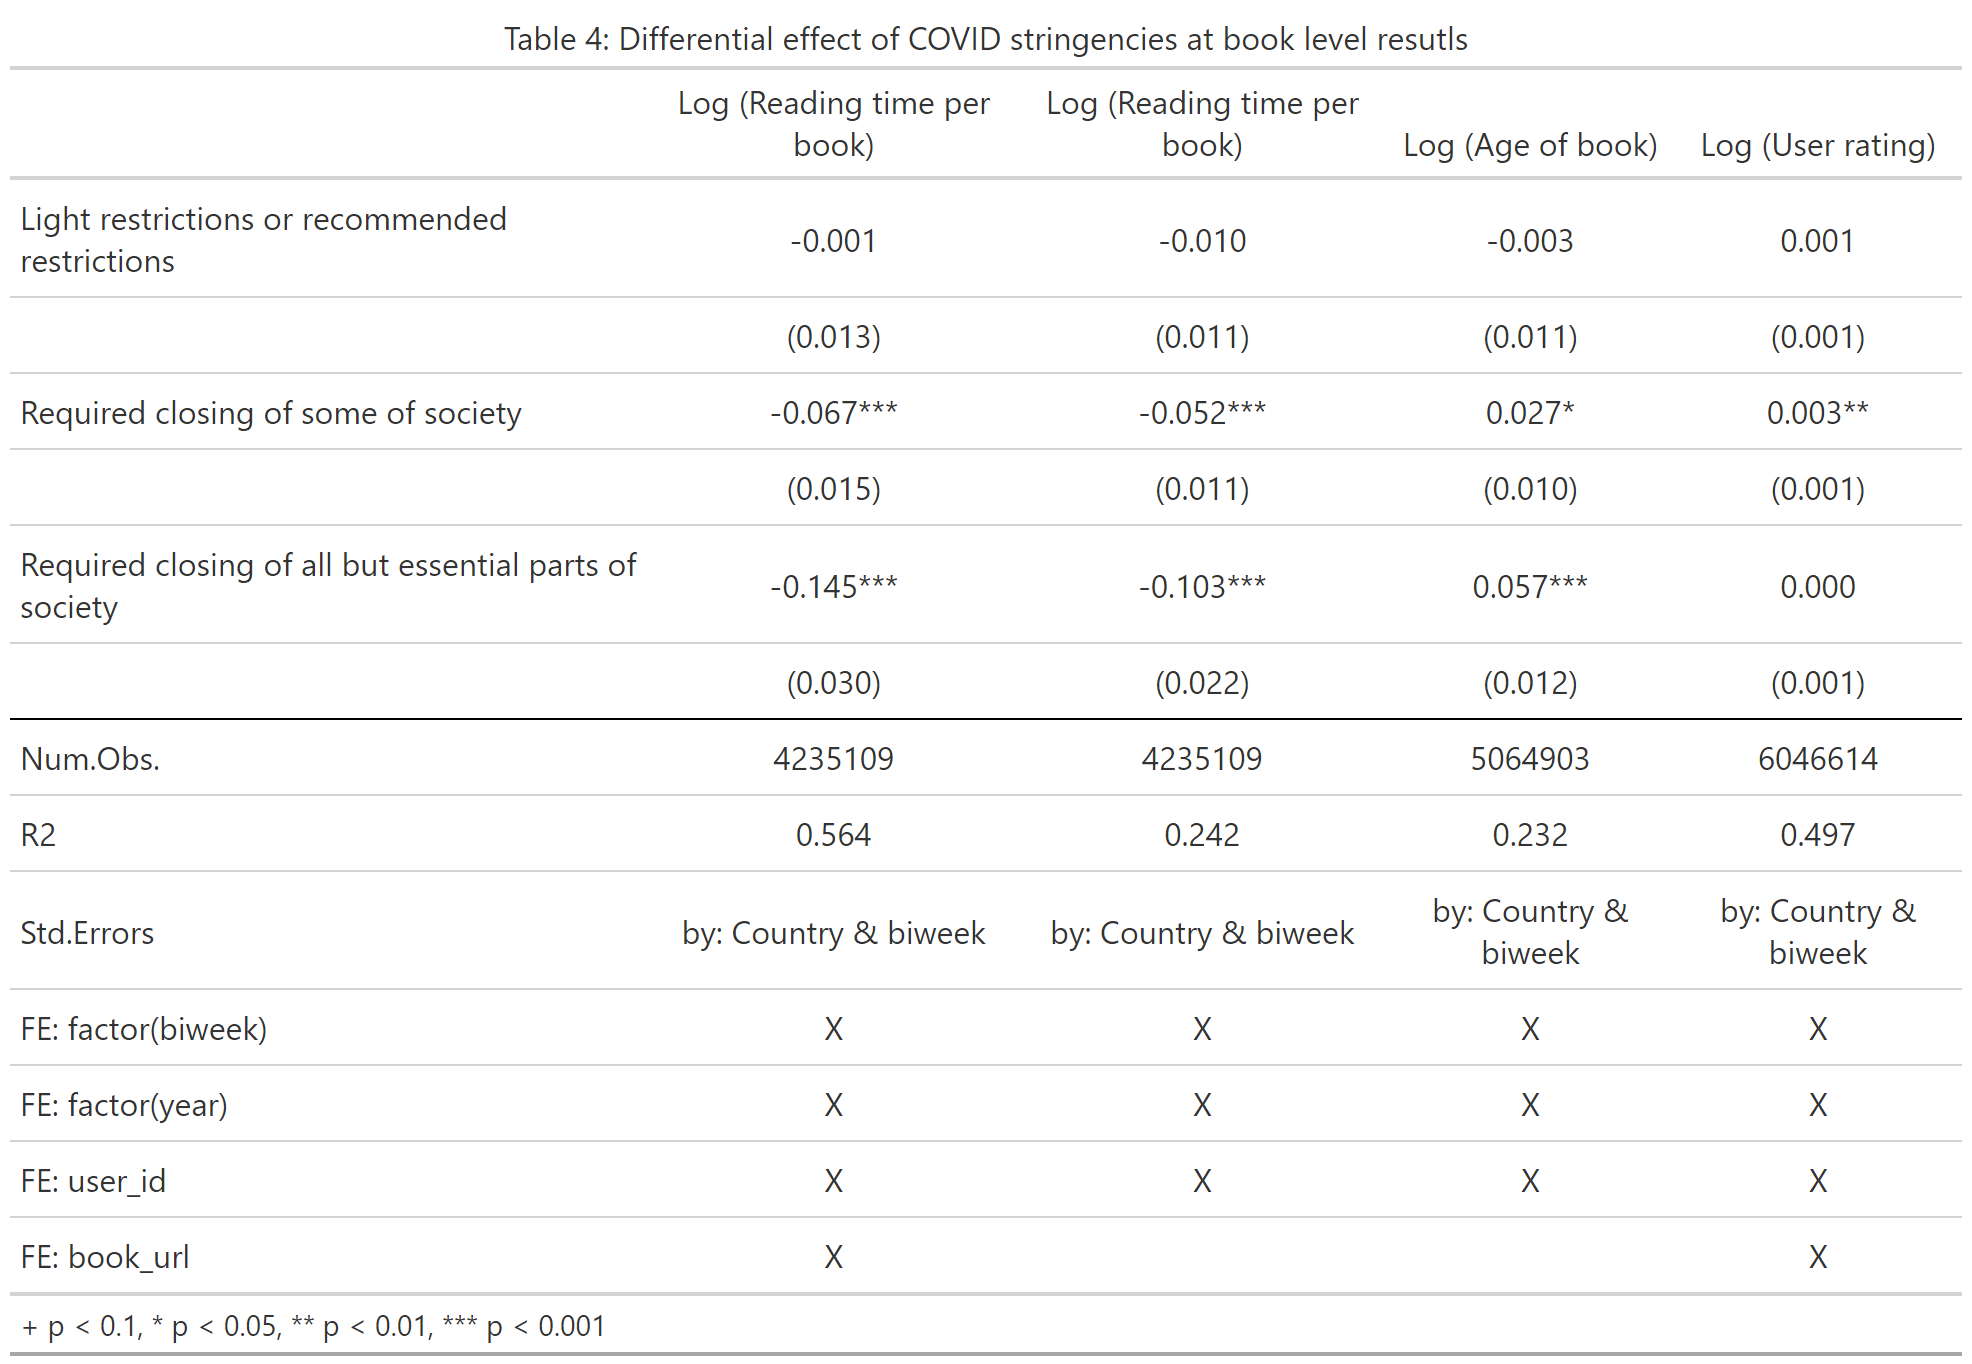 Table 4: Differential effect of COVID stringencies at book level resutls
Log (Reading time per book) Log (Reading time per book) Log (Age of book) Log (User rating)
Light restrictions or recommended restrictions -0.001 -0.010 -0.003 0.001
(0.013) (0.011) (0.011) (0.001)
Required closing of some of society -0.067*** -0.052*** 0.027* 0.003**
(0.015) (0.011) (0.010) (0.001)
Required closing of all but essential parts of society -0.145*** -0.103*** 0.057*** 0.000
(0.030) (0.022) (0.012) (0.001)
Num.Obs. 4235109 4235109 5064903 6046614
R2 0.564 0.242 0.232 0.497
Std.Errors by: Country & biweek by: Country & biweek by: Country & biweek by: Country & biweek
FE: factor(biweek) X X X X
FE: factor(year) X X X X
FE: user_id X X X X
FE: book_url X X
+ p < 0.1, * p < 0.05, ** p < 0.01, *** p < 0.001